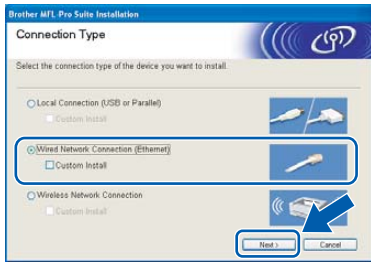 Brother MFL Pro Suite Installation
Connection Type
Select the connection type of the device you want to install.
Local Connection (USB or Parallel)
Custom Install
Wired Network Connection (Ethernet)
Custom Install
Wireless Network Connection
Custom Install
Next >
Cancel